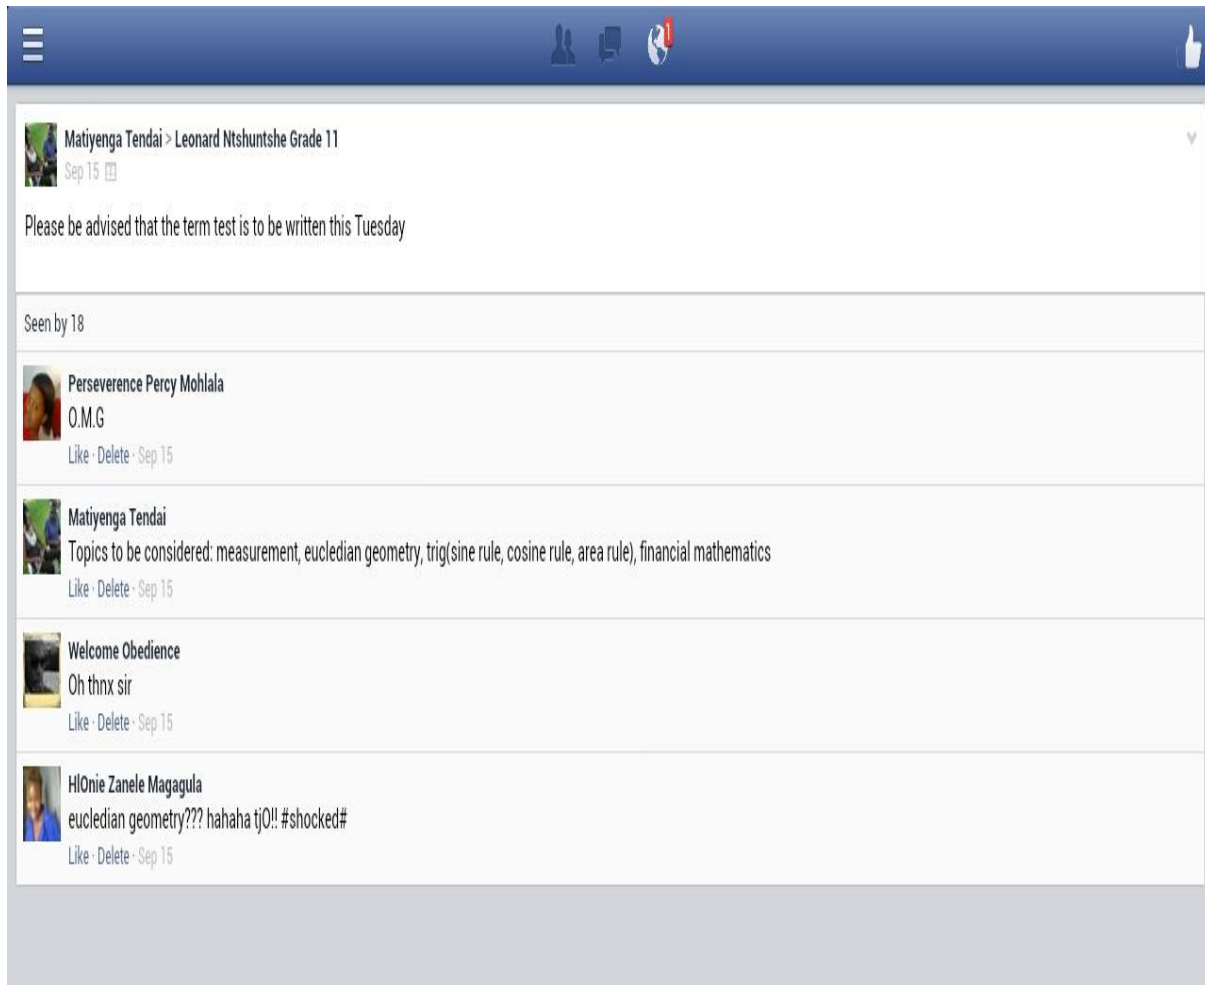 1
Matiyenga Tendai > Leonard Ntshuntshe Grade 11
Sep 15
Please be advised that the term test is to be written this Tuesday
Seen by 18
Perseverence Percy Mohlala
O.M.G
Like · Delete · Sep 15
Matiyenga Tendai
Topics to be considered: measurement, eucledian geometry, trig(sine rule, cosine rule, area rule), financial mathematics
Like · Delete · Sep 15
Welcome Obedience
Oh thnx sir
Like · Delete · Sep 15
HlOnie Zanele Magagula
eucledian geometry??? hahaha tjO!! #shocked#
Like · Delete · Sep 15